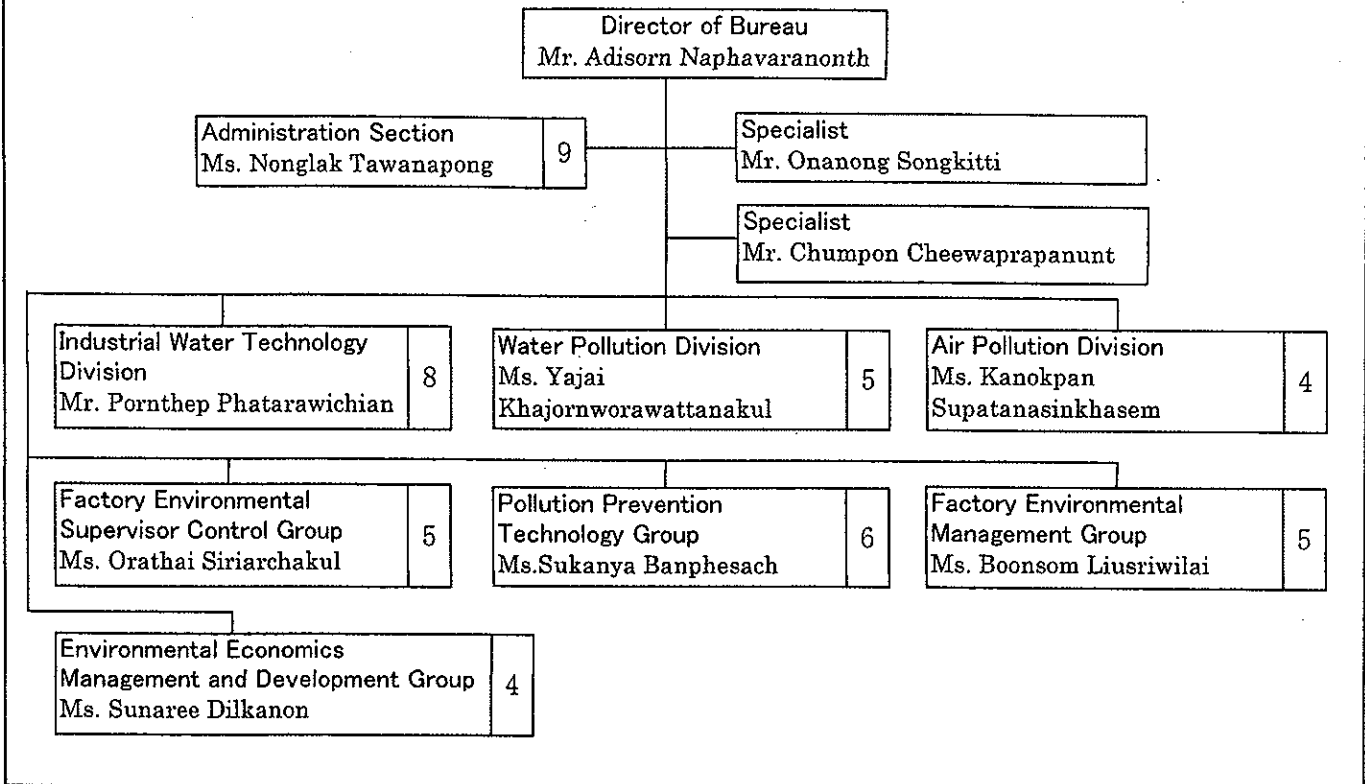 Director of Bureau
Mr. Adisorn Naphavaranonth
Administration Section
Ms. Nonglak Tawanapong
9
Specialist
Mr. Onanong Songkitti
Specialist
Mr. Chumpon Cheewaprapanunt
Industrial Water Technology
Division
Mr. Pornthep Phatarawichian
8
Water Pollution Division
Ms. Yajai
Khajornworawattanakul
5
Air Pollution Division
Ms. Kanokpan
Supatanasinkhasem
4
Factory Environmental
Supervisor Control Group
Ms. Orathai Siriarchakul
5
Pollution Prevention
Technology Group
Ms.Sukanya Banphesach
6
Factory Environmental
Management Group
Ms. Boonsom Liusriwilai
5
Environmental Economics
Management and Development Group
Ms. Sunaree Dilkanon
4